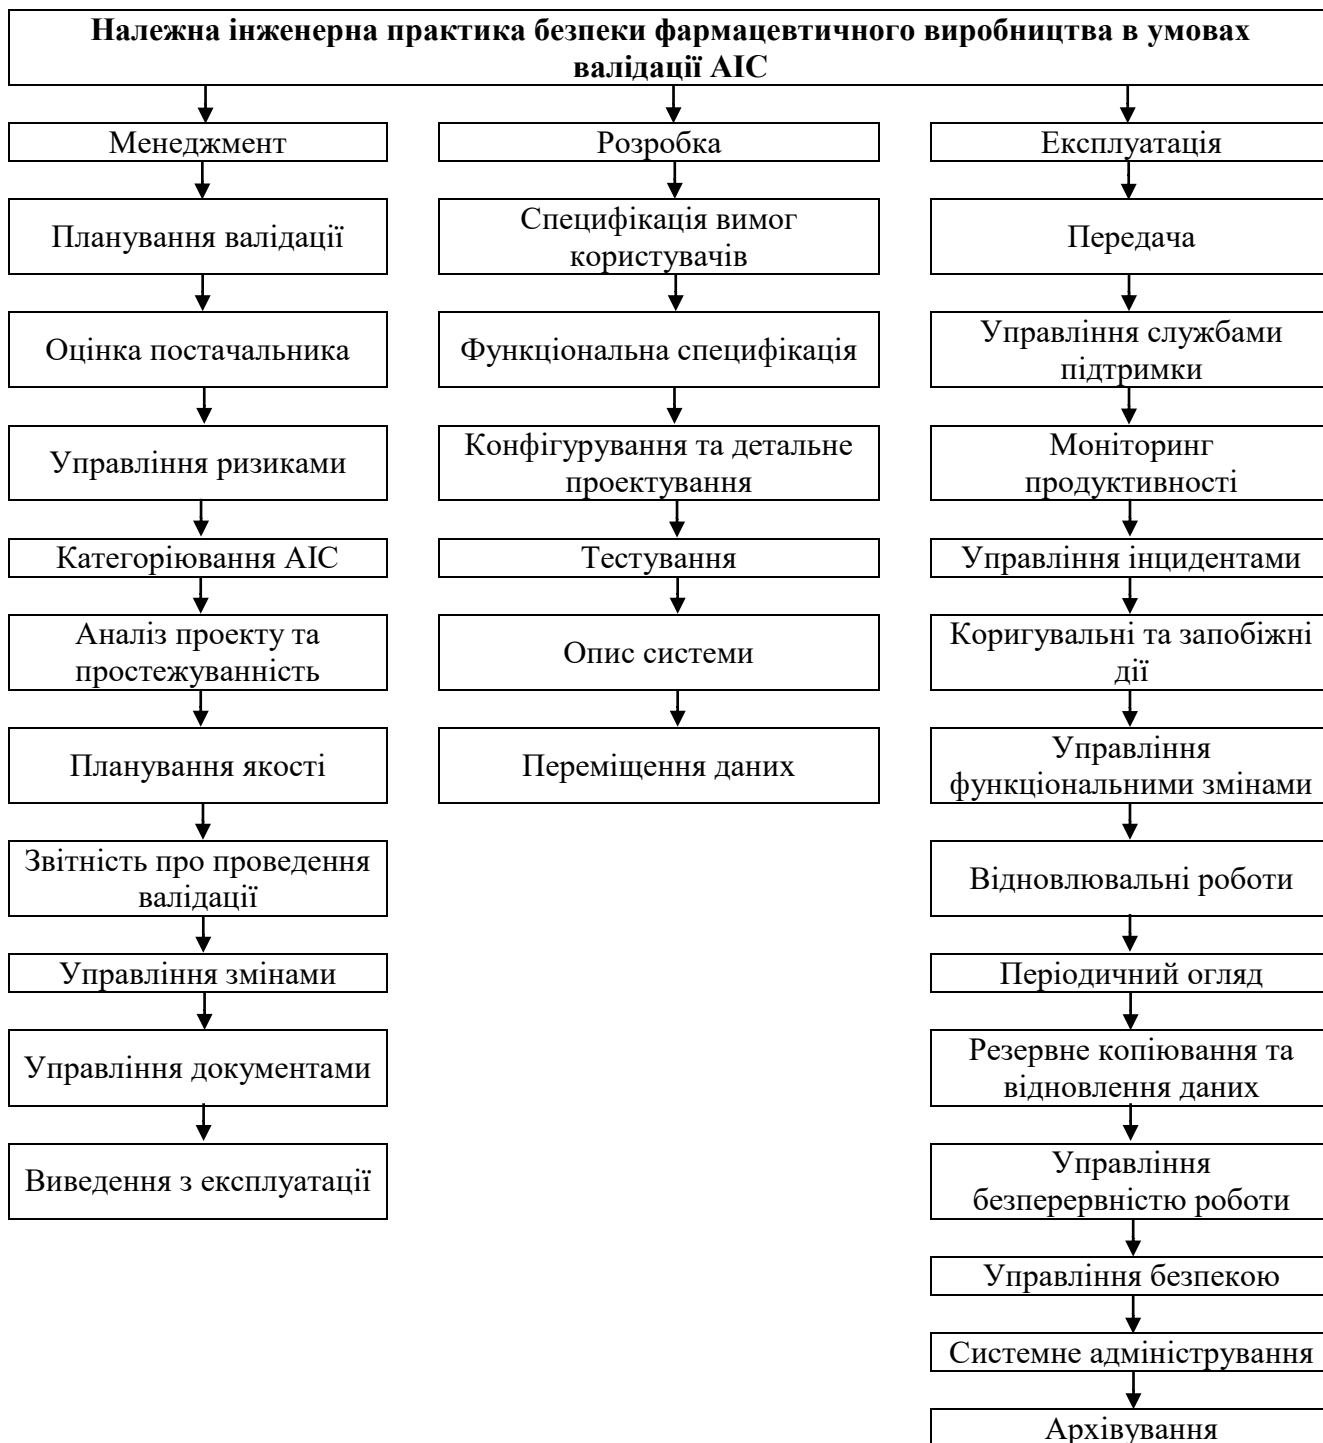 Належна інженерна практика безпеки фармацевтичного виробництва в умовах
валідації АІС
Менеджмент
Планування валідації
Оцінка постачальника
Управління ризиками
Категоріювання АІС
Аналіз проекту та
простежуванність
Планування якості
Звітність про проведення
валідації
Управління змінами
Управління документами
Виведення з експлуатації
Розробка
Специфікація вимог
користувачів
Функціональна специфікація
Конфігурування та детальне
проектування
Тестування
Опис системи
Переміщення даних
Експлуатація
Передача
Управління службами
підтримки
Моніторинг
продуктивності
Управління інцидентами
Коригувальні та запобіжні
дії
Управління
функціональними змінами
Відновлювальні роботи
Періодичний огляд
Резервне копіювання та
відновлення даних
Управління
безперервністю роботи
Управління безпекою
Системне адміністрування
Архівування